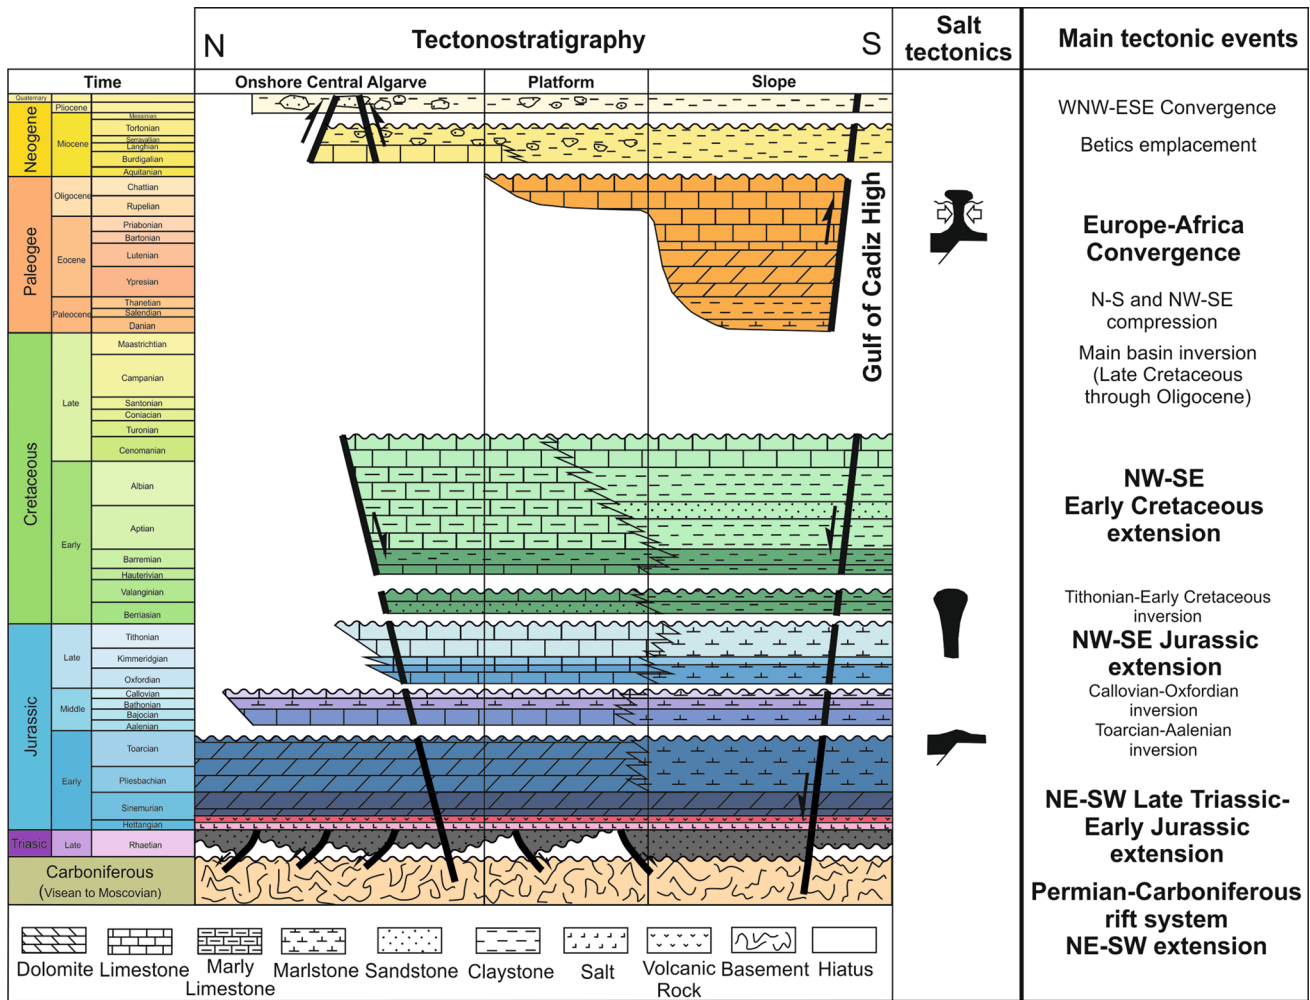 N
Tectonostratigraphy
S
Salt
tectonics
Main tectonic events
Time
Onshore Central Algarve
Platform
Slope
Quaternary
Neogene
Pliocene
Miocene
Messinian
Tortonian
Serravallian
Langhian
Burdigalian
Aquitanian
Paleogee
Oligocene
Chattian
Rupelian
Eocene
Priabonian
Bartonian
Lutenian
Ypresian
Paleocene
Thanetian
Salendian
Danian
Cretaceous
Late
Maastrichtian
Campanian
Santonian
Coniacian
Turonian
Cenomanian
Early
Albian
Aptian
Barremian
Hauterivian
Valanginian
Berriasian
Jurassic
Late
Tithonian
Kimmeridgian
Oxfordian
Middle
Callovian
Bathonian
Bajocian
Aalenian
Early
Toarcian
Pliesbachian
Sinemurian
Hettangian
Triasic
Late
Rhaetian
Carboniferous
(Visean to Moscovian)
Gulf of Cadiz High
WNW-ESE Convergence
Betics emplacement
Europe-Africa
Convergence
N-S and NW-SE
compression
Main basin inversion
(Late Cretaceous
through Oligocene)
NW-SE
Early Cretaceous
extension
Tithonian-Early Cretaceous
inversion
NW-SE Jurassic
extension
Callovian-Oxfordian
inversion
Toarcian-Aalenian
inversion
NE-SW Late Triassic-
Early Jurassic
extension
Permian-Carboniferous
rift system
NE-SW extension
Dolomite
Limestone
Marly
Limestone
Marlstone
Sandstone
Claystone
Salt
Volcanic
Rock
Basement
Hiatus